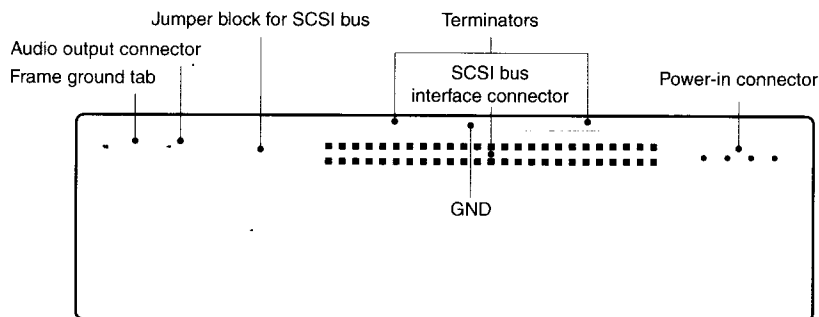 Jumper block for SCSI bus
Terminators
Audio output connector
Frame ground tab
SCSI bus
interface connector
Power-in connector
GND